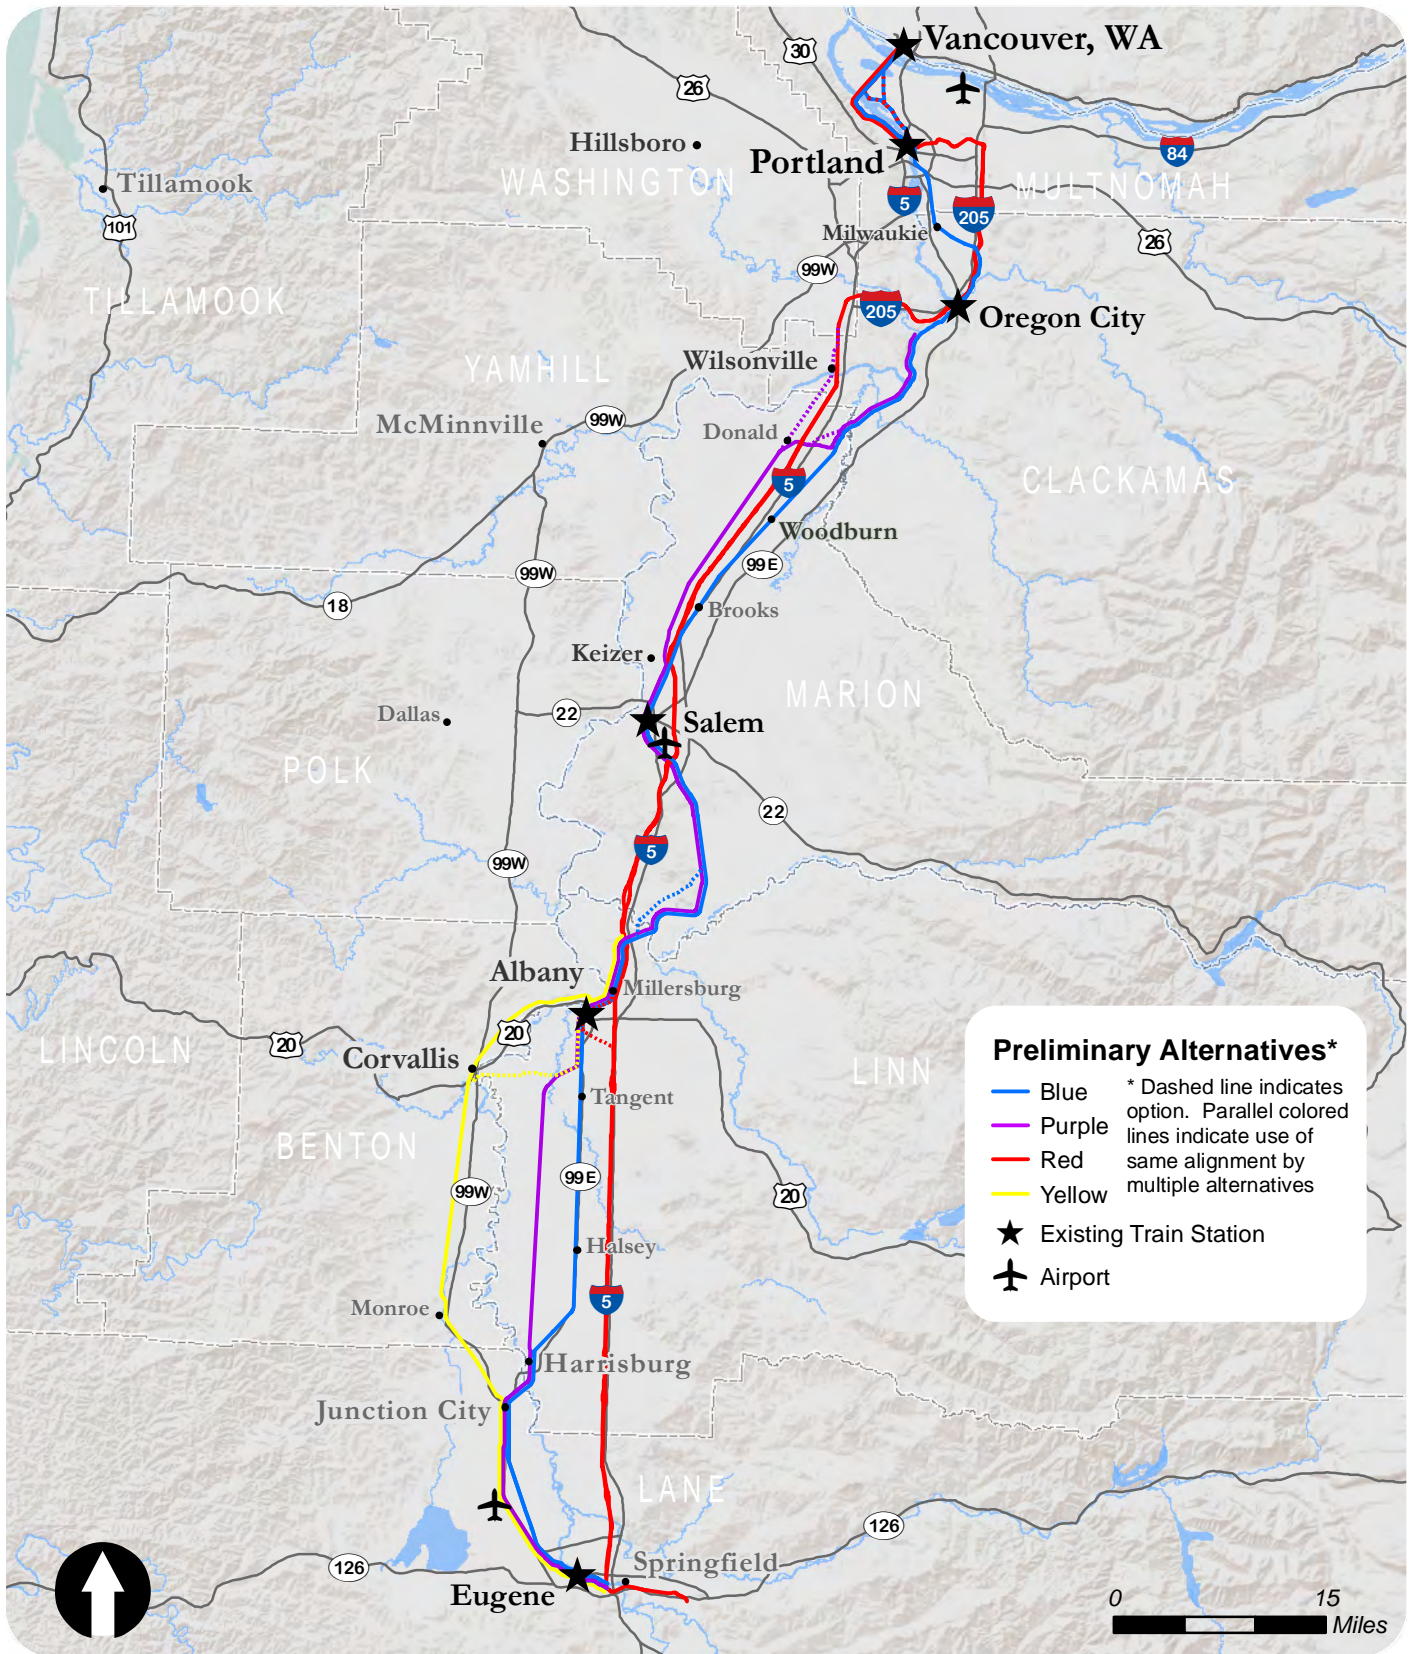 Vancouver, WA
30
26
Hillsboro
Portland
84
WASHINGTON
MULTNOMAH
Tillamook
5
205
101
Milwaukie
26
99W
TILLAMOOK
205
Oregon City
Wilsonville
YAMHILL
99W
McMinnville
Donald
CLACKAMAS
5
Woodburn
99E
99W
18
Brooks
Keizer
MARION
Dallas
22
Salem
POLK
22
5
99W
Albany
Millersburg
20
LINCOLN
20
Corvallis
LINN
Tangent
BENTON
99W
99E
20
Halsey
5
Monroe
Harrisburg
Junction City
LANE
126
126
Springfield
Eugene
Preliminary Alternatives*
Blue
Purple
Red
Yellow
* Dashed line indicates
option. Parallel colored
lines indicate use of
same alignment by
multiple alternatives
Existing Train Station
Airport
0 15
Miles